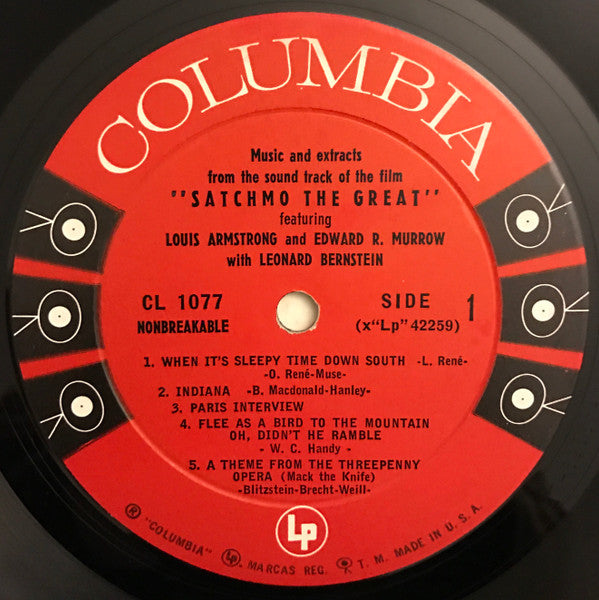 COLUMBIA
Music and extracts
from the sound track of the film
"SATCHMO THE GREAT"
featuring
LOUIS ARMSTRONG and EDWARD R. MURROW
with LEONARD BERNSTEIN
CL 1077
NONBREAKABLE
SIDE 1
(x"Lp" 42259)
1. WHEN IT'S SLEEPY TIME DOWN SOUTH -L. René-
-O. René-Muse-
2. INDIANA -B. Macdonald-Hanley-
3. PARIS INTERVIEW
4. FLEE AS A BIRD TO THE MOUNTAIN
OH, DIDN'T HE RAMBLE
- W. C. Handy -
5. A THEME FROM THE THREEPENNY
OPERA (Mack the Knife)
-Blitzstein-Brecht-Weill-
Lp
® "COLUMBIA" Lp MARCAS REG. T. M. MADE IN U. S. A.